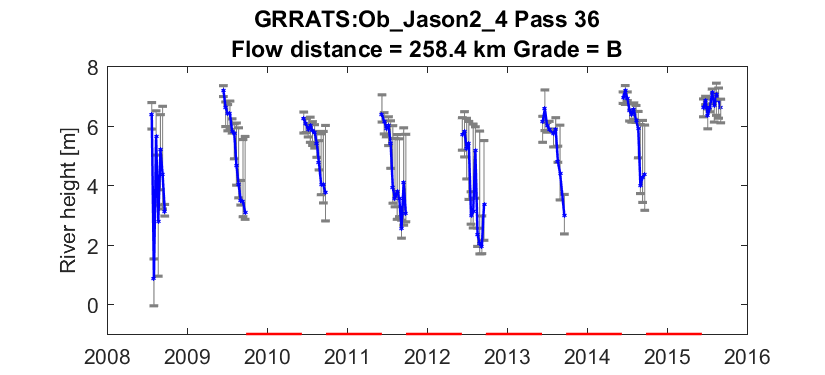 GRRATS:Ob_Jason2_4 Pass 36
Flow distance = 258.4 km Grade = B
River height [m]
8
6
4
2
0
2008 2009 2010 2011 2012 2013 2014 2015 2016